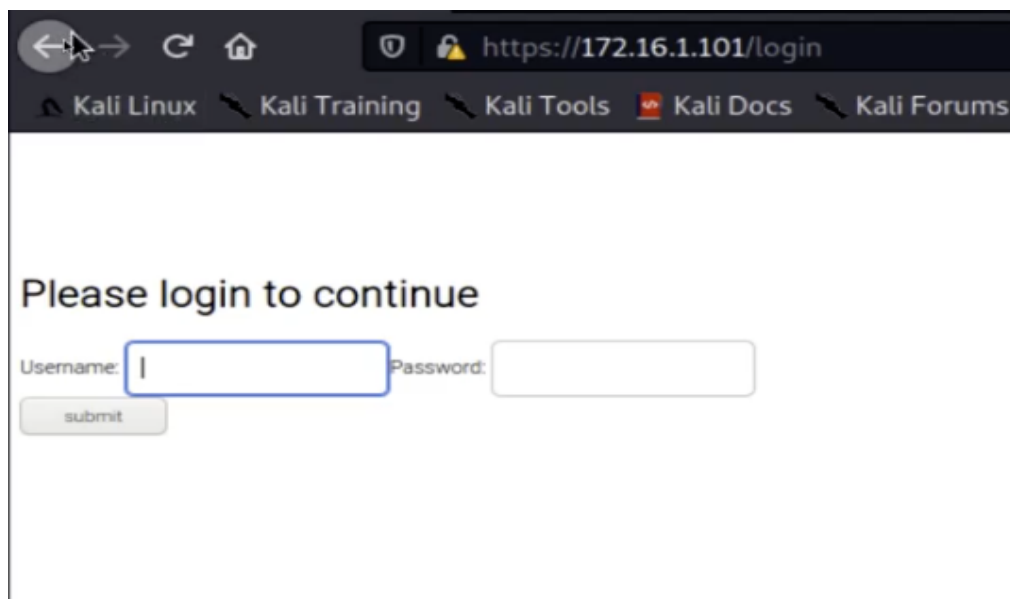 https://172.16.1.101/login
Kali Linux Kali Training Kali Tools Kali Docs Kali Forums
Please login to continue
Username: Password:
submit